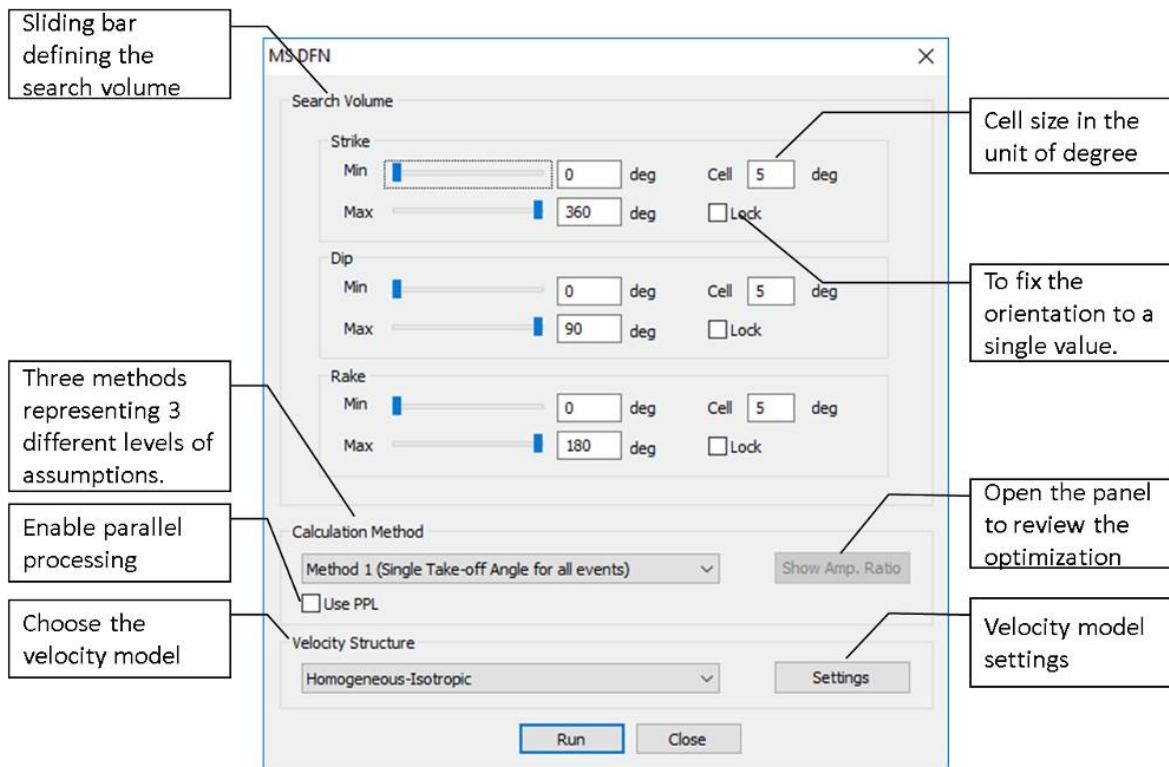 Sliding bar
defining the
search volume
MS DFN
Search Volume
Strike
Min 0 deg Cell 5 deg
Max 360 deg Lock
Dip
Min 0 deg Cell 5 deg
Max 90 deg Lock
Rake
Min 0 deg Cell 5 deg
Max 180 deg Lock
Cell size in the
unit of degree
To fix the
orientation to a
single value.
Three methods
representing 3
different levels of
assumptions.
Enable parallel
processing
Choose the
velocity model
Calculation Method
Method 1 (Single Take-off Angle for all events) Show Amp. Ratio
Use PPL
Velocity Structure
Homogeneous-Isotropic Settings
Run Close
Open the panel
to review the
optimization
Velocity model
settings